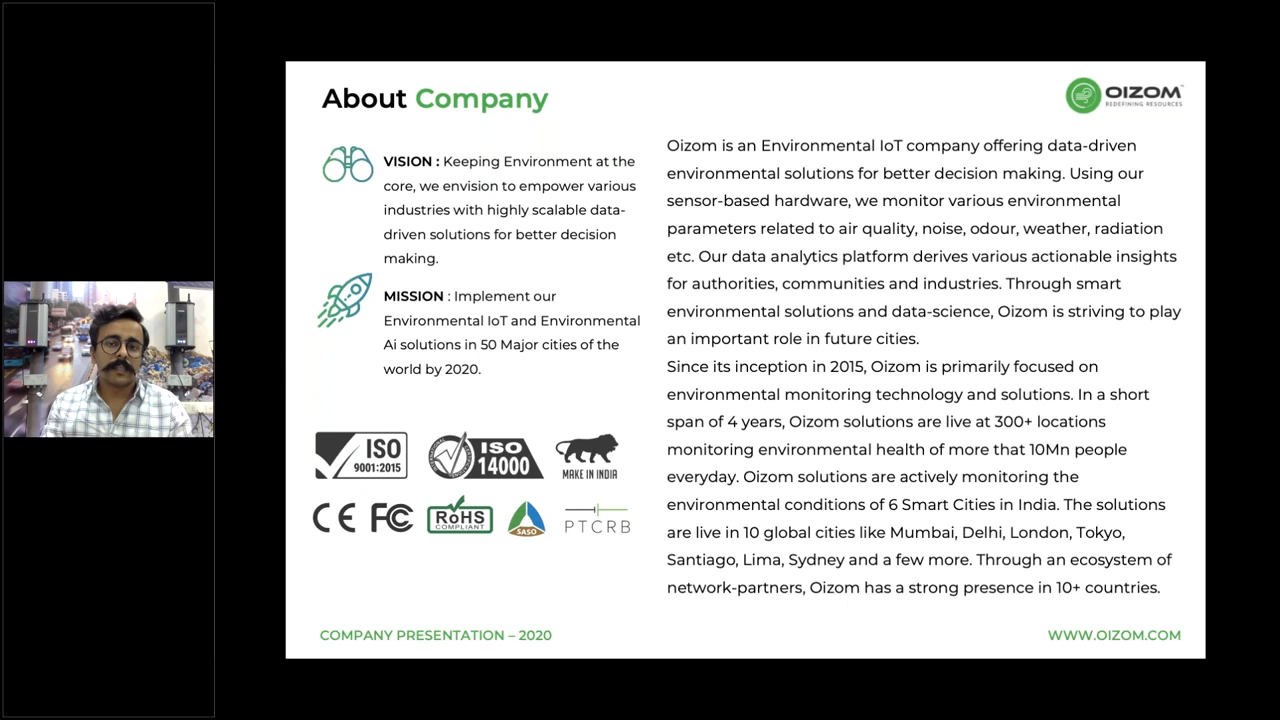 About Company
OIZOM™
REDEFINING RESOURCES
VISION : Keeping Environment at the
core, we envision to empower various
industries with highly scalable data-
driven solutions for better decision
making.
MISSION : Implement our
Environmental IoT and Environmental
Ai solutions in 50 Major cities of the
world by 2020.
ISO
9001:2015
ISO
14000
MAKE IN INDIA
CE FC
RoHS
COMPLIANT
SASO
PTCRB
Oizom is an Environmental IoT company offering data-driven
environmental solutions for better decision making. Using our
sensor-based hardware, we monitor various environmental
parameters related to air quality, noise, odour, weather, radiation
etc. Our data analytics platform derives various actionable insights
for authorities, communities and industries. Through smart
environmental solutions and data-science, Oizom is striving to play
an important role in future cities.
Since its inception in 2015, Oizom is primarily focused on
environmental monitoring technology and solutions. In a short
span of 4 years, Oizom solutions are live at 300+ locations
monitoring environmental health of more that 10Mn people
everyday. Oizom solutions are actively monitoring the
environmental conditions of 6 Smart Cities in India. The solutions
are live in 10 global cities like Mumbai, Delhi, London, Tokyo,
Santiago, Lima, Sydney and a few more. Through an ecosystem of
network-partners, Oizom has a strong presence in 10+ countries.
COMPANY PRESENTATION – 2020
WWW.OIZOM.COM